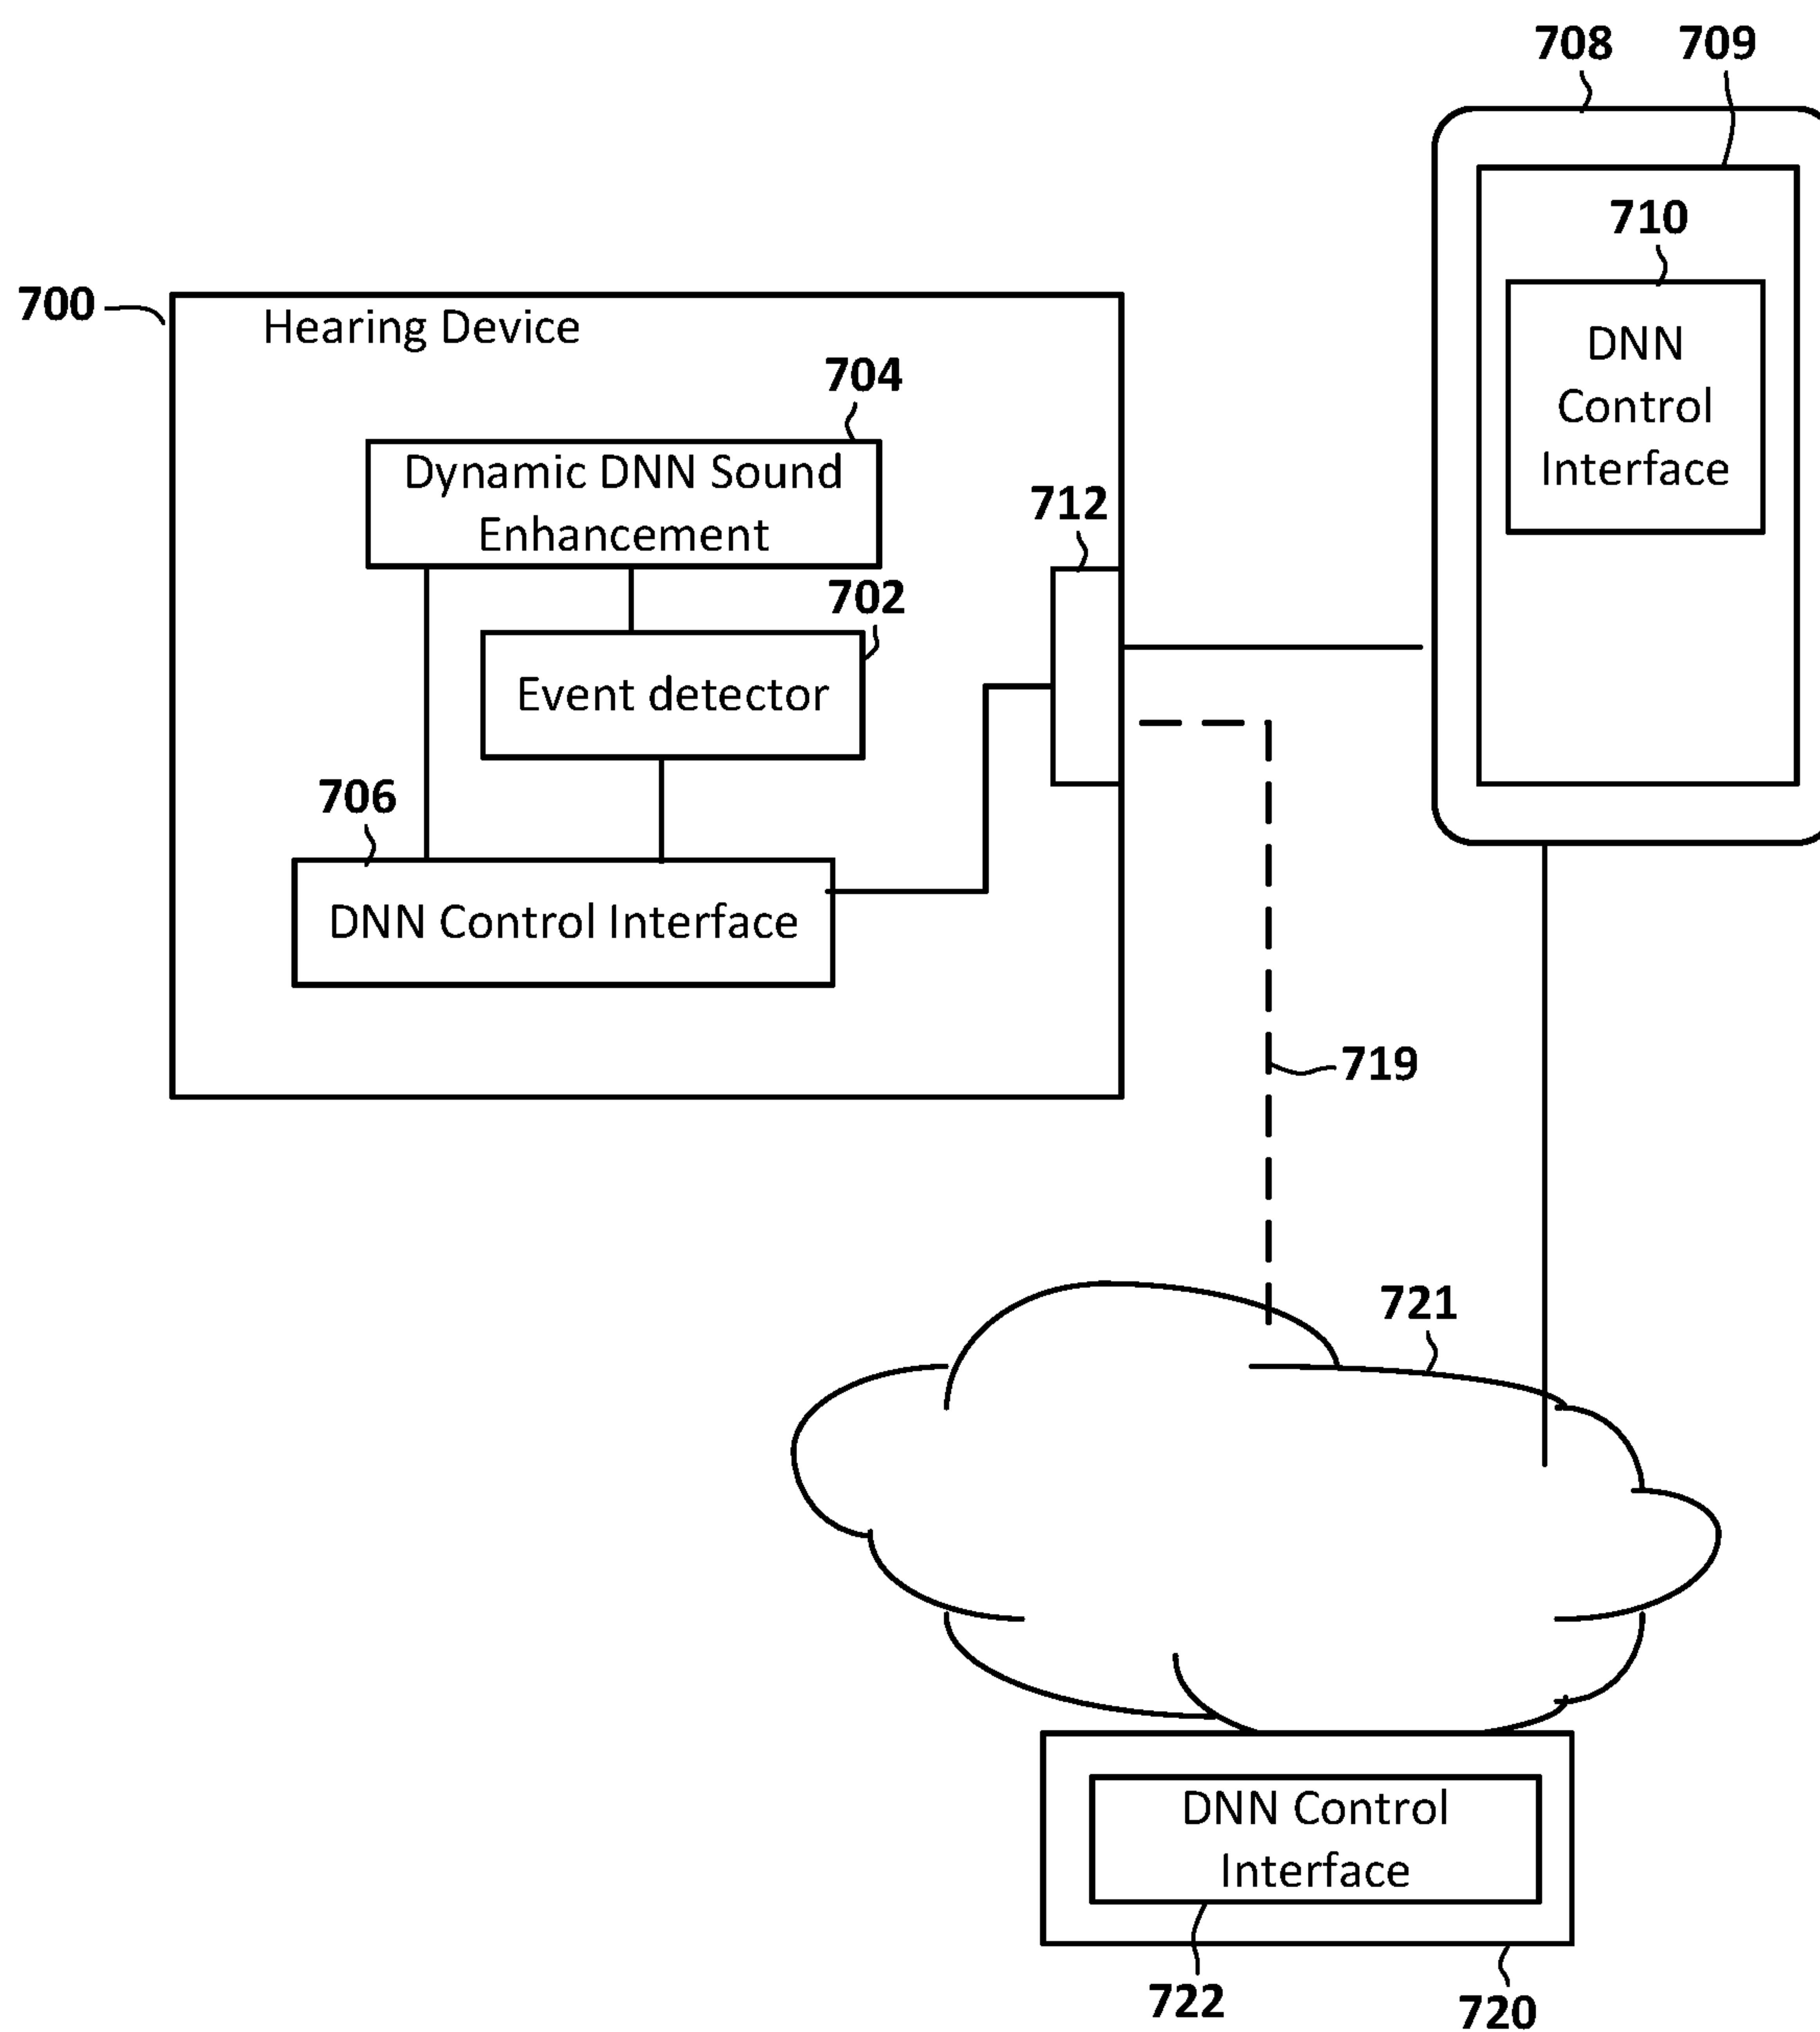 708 709
710
DNN
Control
Interface
700
Hearing Device
704
Dynamic DNN Sound
Enhancement
712
702
Event detector
706
DNN Control Interface
719
721
DNN Control
Interface
722
720